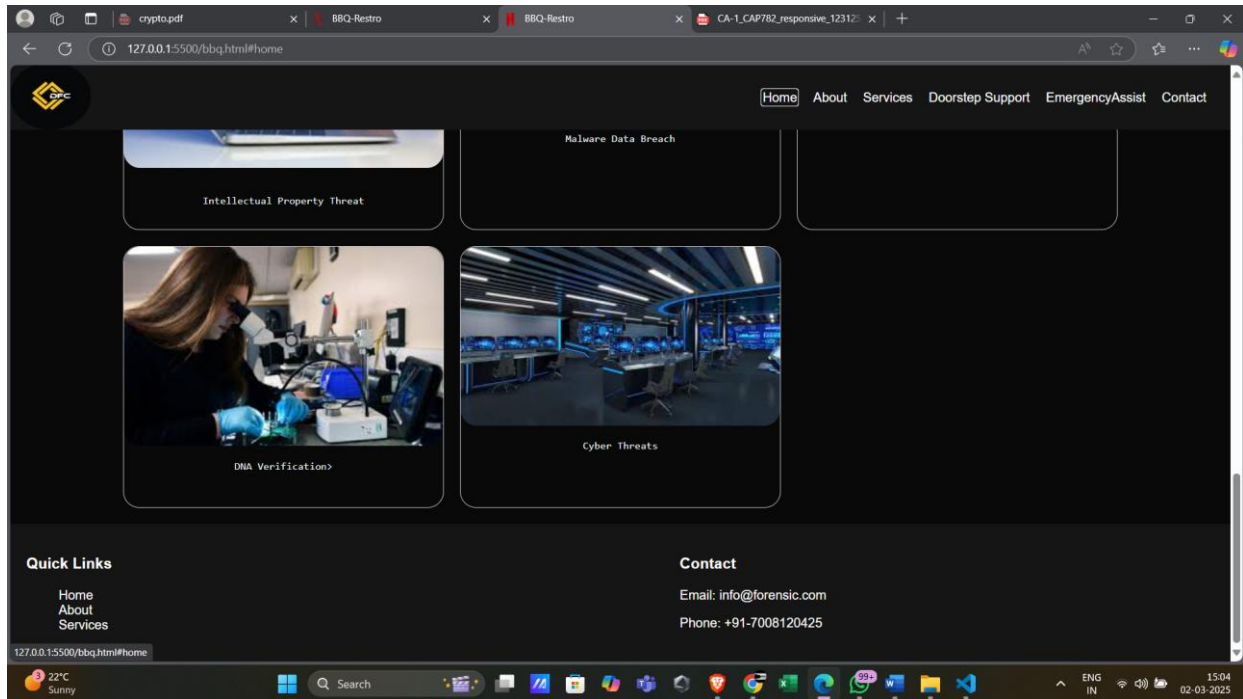 crypto.pdf
BBQ-Restro
BBQ-Restro
CA-1_CAP782_responsive_12312
127.0.0.1:5500/bbq.html#home
DFC
Home About Services Doorstep Support EmergencyAssist Contact
Malware Data Breach
Intellectual Property Threat
DNA Verification>
Cyber Threats
Quick Links
Home
About
Services
Contact
Email: info@forensic.com
Phone: +91-7008120425
127.0.0.1:5500/bbq.html#home
3
22°C
Sunny
Search
99+
ENG
IN
15:04
02-03-2025